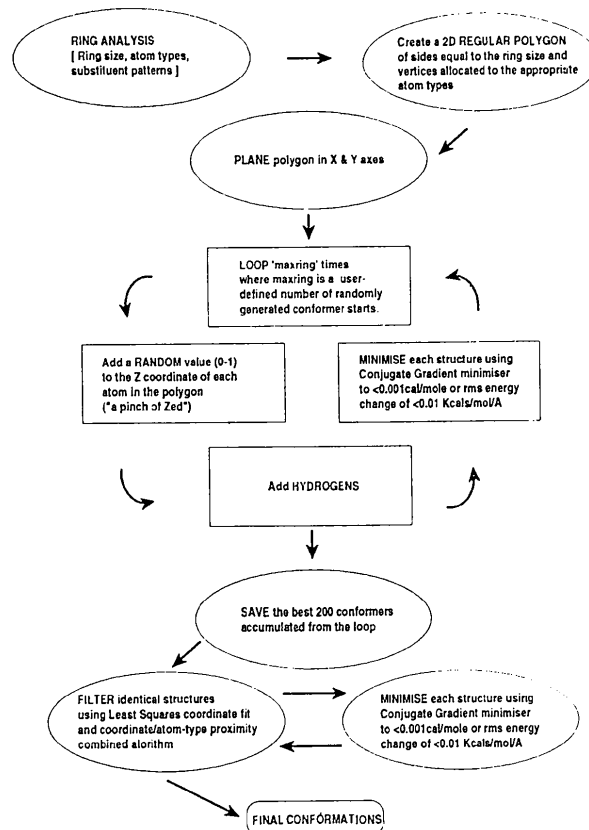 RING ANALYSIS
[ Ring size, atom types,
substituent patterns ]
Create a 2D REGULAR POLYGON
of sides equal to the ring size and
vertices allocated to the appropriate
atom types
PLANE polygon in X & Y axes
LOOP 'maxring' times
where maxring is a user-
defined number of randomly
generated conformer starts.
Add a RANDOM value (0-1)
to the Z coordinate of each
atom in the polygon
("a pinch of Zed")
MINIMISE each structure using
Conjugate Gradient minimiser
to <0.001cal/mole or rms energy
change of <0.01 Kcals/mol/A
Add HYDROGENS
SAVE the best 200 conformers
accumulated from the loop
FILTER identical structures
using Least Squares coordinate fit
and coordinate/atom-type proximity
combined alorithm
MINIMISE each structure using
Conjugate Gradient minimiser
to <0.001cal/mole or rms energy
change of <0.01 Kcals/mol/A
FINAL CONFORMATIONS